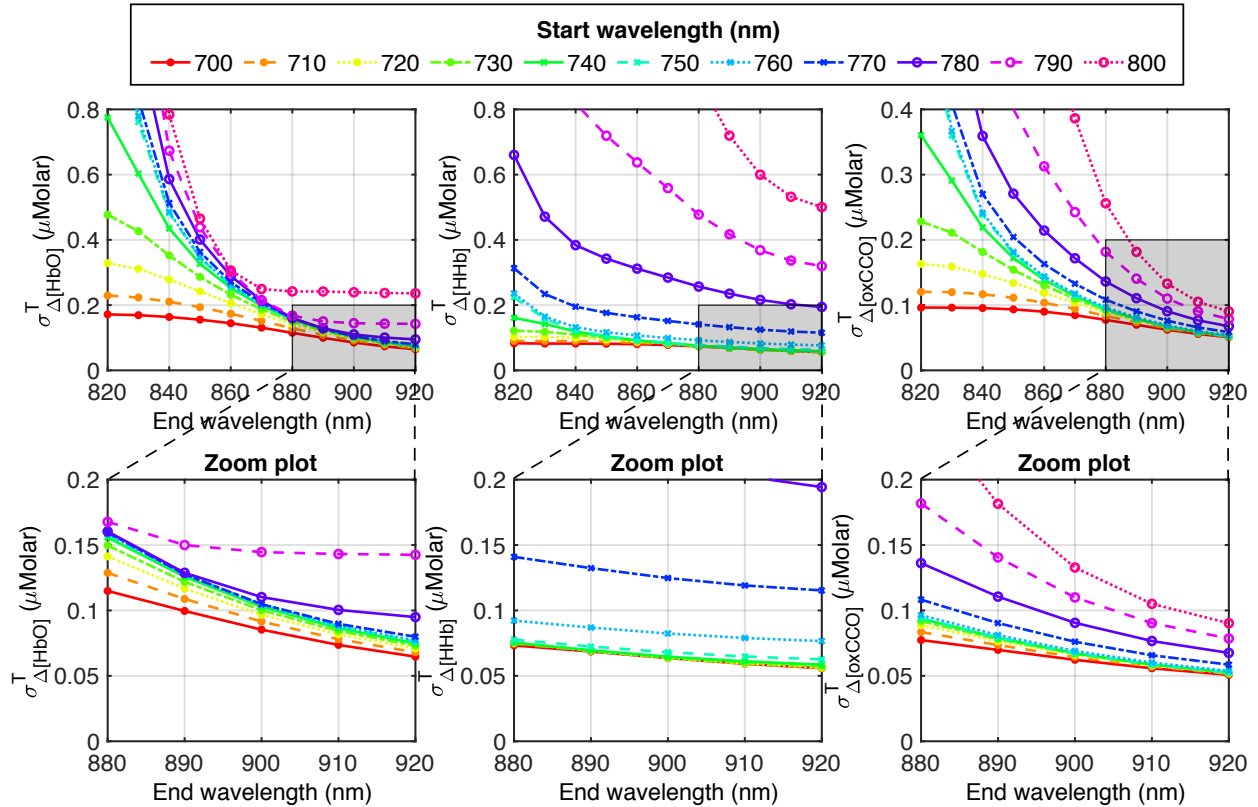 Start wavelength (nm)
700 710 720 730 740 750 760 770 780 790 800
0.8
0.6
0.4
0.2
0
820 840 860 880 900 920
End wavelength (nm)
σ^T_Δ[HbO] (μMolar)
0.8
0.6
0.4
0.2
0
820 840 860 880 900 920
End wavelength (nm)
σ^T_Δ[HHb] (μMolar)
0.4
0.3
0.2
0.1
0
820 840 860 880 900 920
End wavelength (nm)
σ^T_Δ[oxCCO] (μMolar)
Zoom plot
0.2
0.15
0.1
0.05
0
880 890 900 910 920
End wavelength (nm)
σ^T_Δ[HbO] (μMolar)
Zoom plot
0.2
0.15
0.1
0.05
0
880 890 900 910 920
End wavelength (nm)
σ^T_Δ[HHb] (μMolar)
Zoom plot
0.2
0.15
0.1
0.05
0
880 890 900 910 920
End wavelength (nm)
σ^T_Δ[oxCCO] (μMolar)